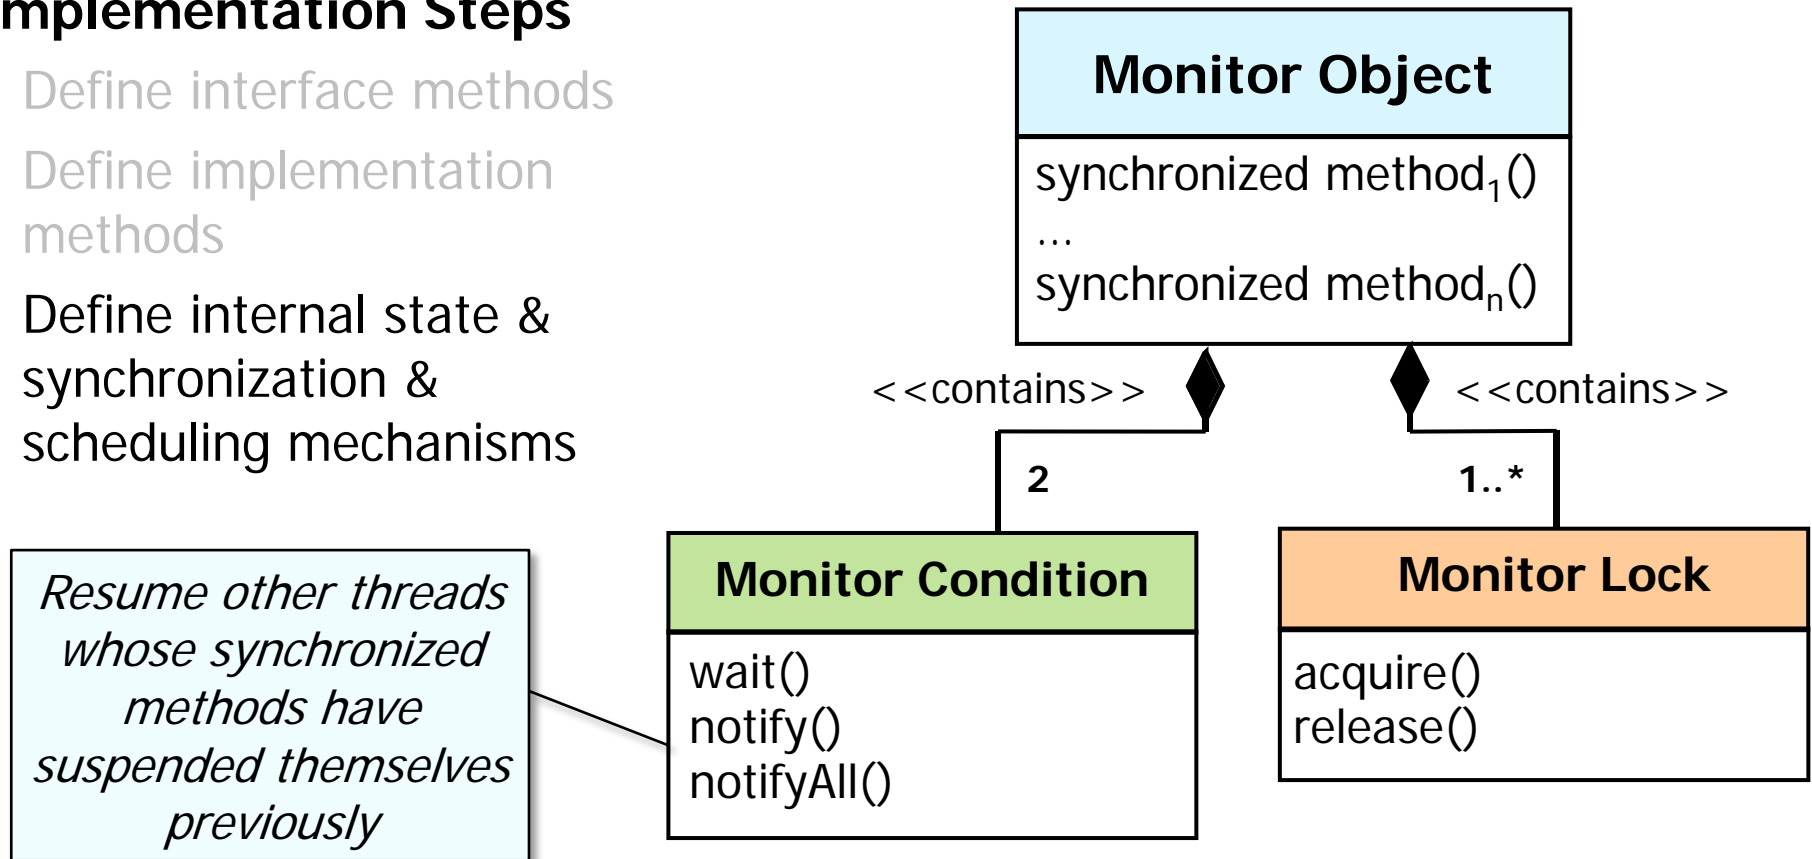 mplementation Steps
Define interface methods
Define implementation
methods
Define internal state &
synchronization &
scheduling mechanisms
Resume other threads
whose synchronized
methods have
suspended themselves
previously
Monitor Object
synchronized method₁()
...
synchronized methodₙ()
<<contains>>
<<contains>>
2
1..*
Monitor Condition
wait()
notify()
notifyAll()
Monitor Lock
acquire()
release()